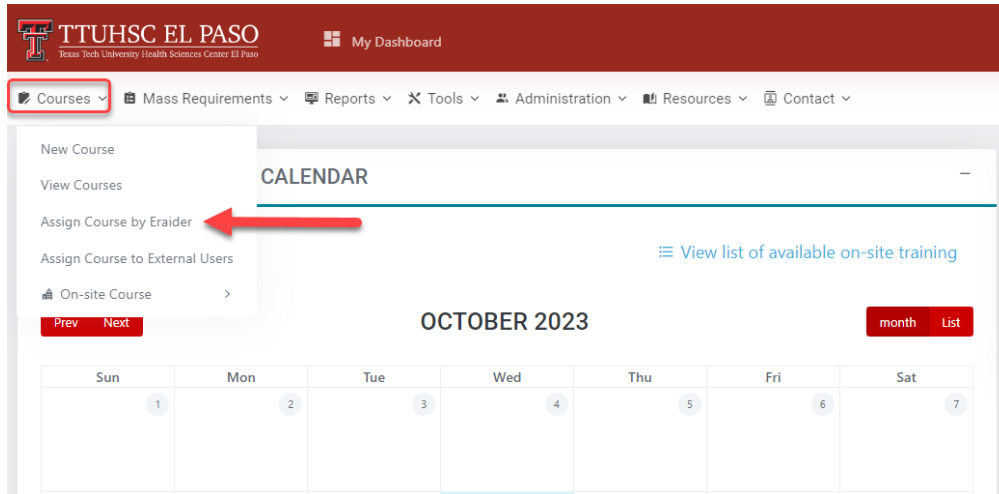 TTUHSC EL PASO
Texas Tech University Health Sciences Center El Paso
My Dashboard
Courses Mass Requirements Reports Tools Administration Resources Contact
New Course
View Courses
Assign Course by Eraider
Assign Course to External Users
On-site Course
CALENDAR
View list of available on-site training
Prev Next
OCTOBER 2023
month List
Sun Mon Tue Wed Thu Fri Sat
1 2 3 4 5 6 7